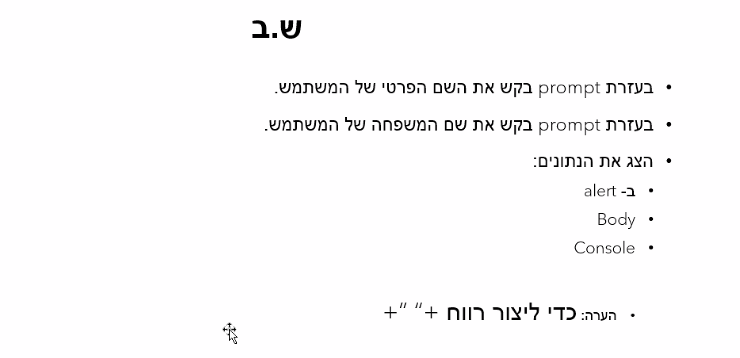 ש.ב
• בעזרת prompt בקש את השם הפרטי של המשתמש.
• בעזרת prompt בקש את שם המשפחה של המשתמש.
• הצג את הנתונים:
• ב- alert
• Body
• Console
• הערה: כדי ליצור רווח +" "+